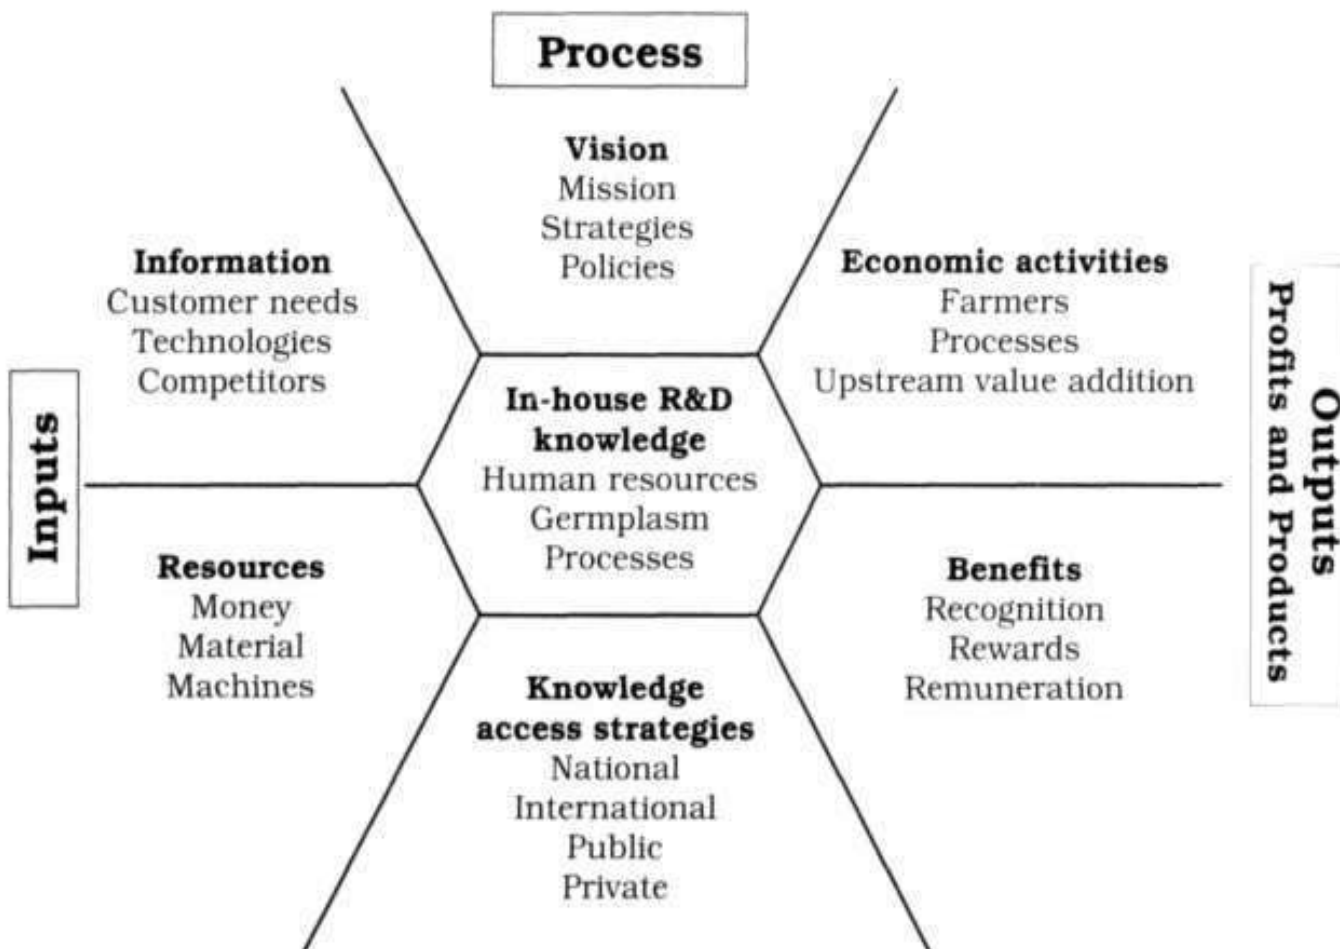 Process
Vision
Mission
Strategies
Policies
Information
Customer needs
Technologies
Competitors
Economic activities
Farmers
Processes
Upstream value addition
Inputs
In-house R&D
knowledge
Human resources
Germplasm
Processes
Outputs
Profits and Products
Resources
Money
Material
Machines
Benefits
Recognition
Rewards
Remuneration
Knowledge
access strategies
National
International
Public
Private